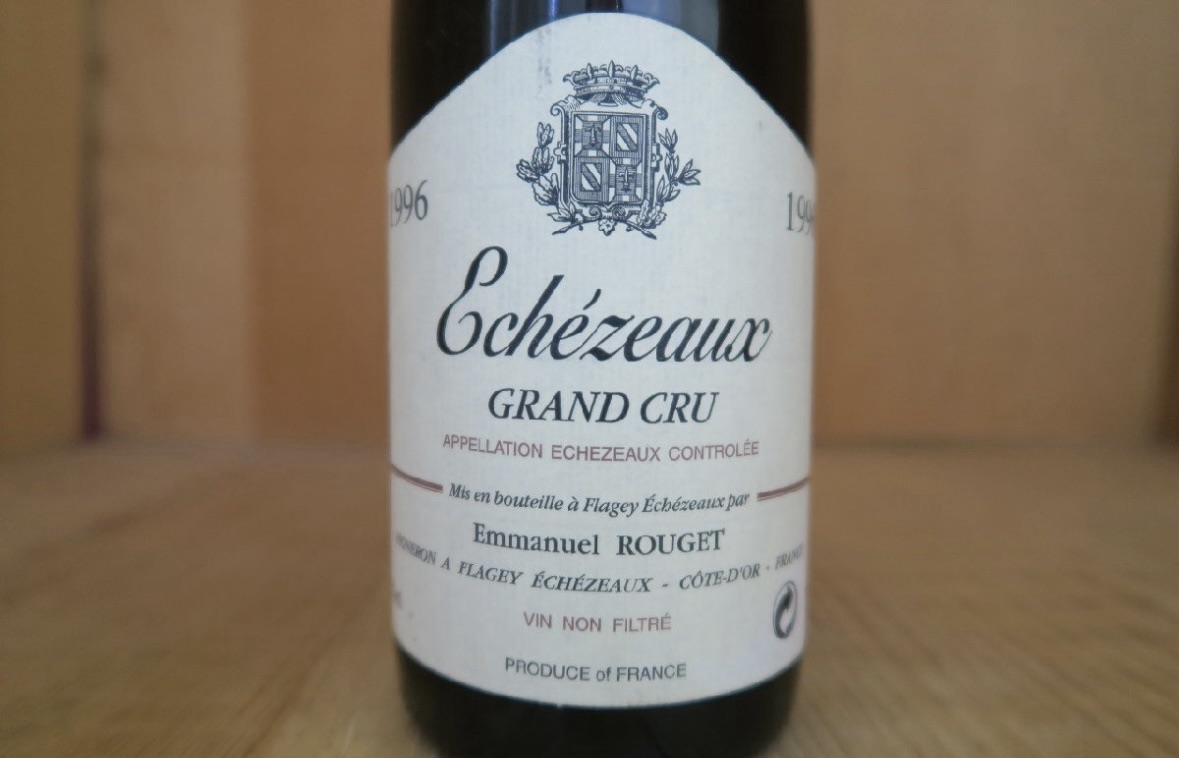 1996
Echézeaux
GRAND CRU
APPELLATION ECHEZEAUX CONTROLÉE
Mis en bouteille à Flagey Échézeaux par
Emmanuel ROUGET
A FLAGEY ÉCHÉZEAUX - CÔTE-D'OR - FRANCE
VIN NON FILTRÉ
PRODUCE of FRANCE